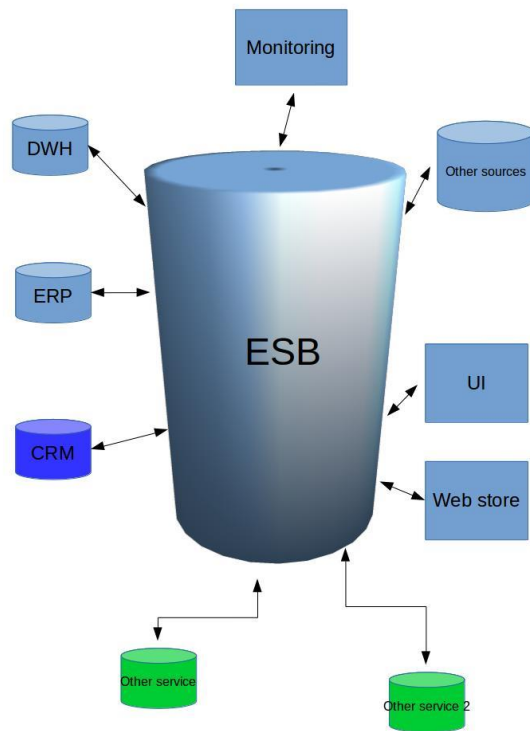 Monitoring
DWH
Other sources
ERP
ESB
UI
CRM
Web store
Other service
Other service 2